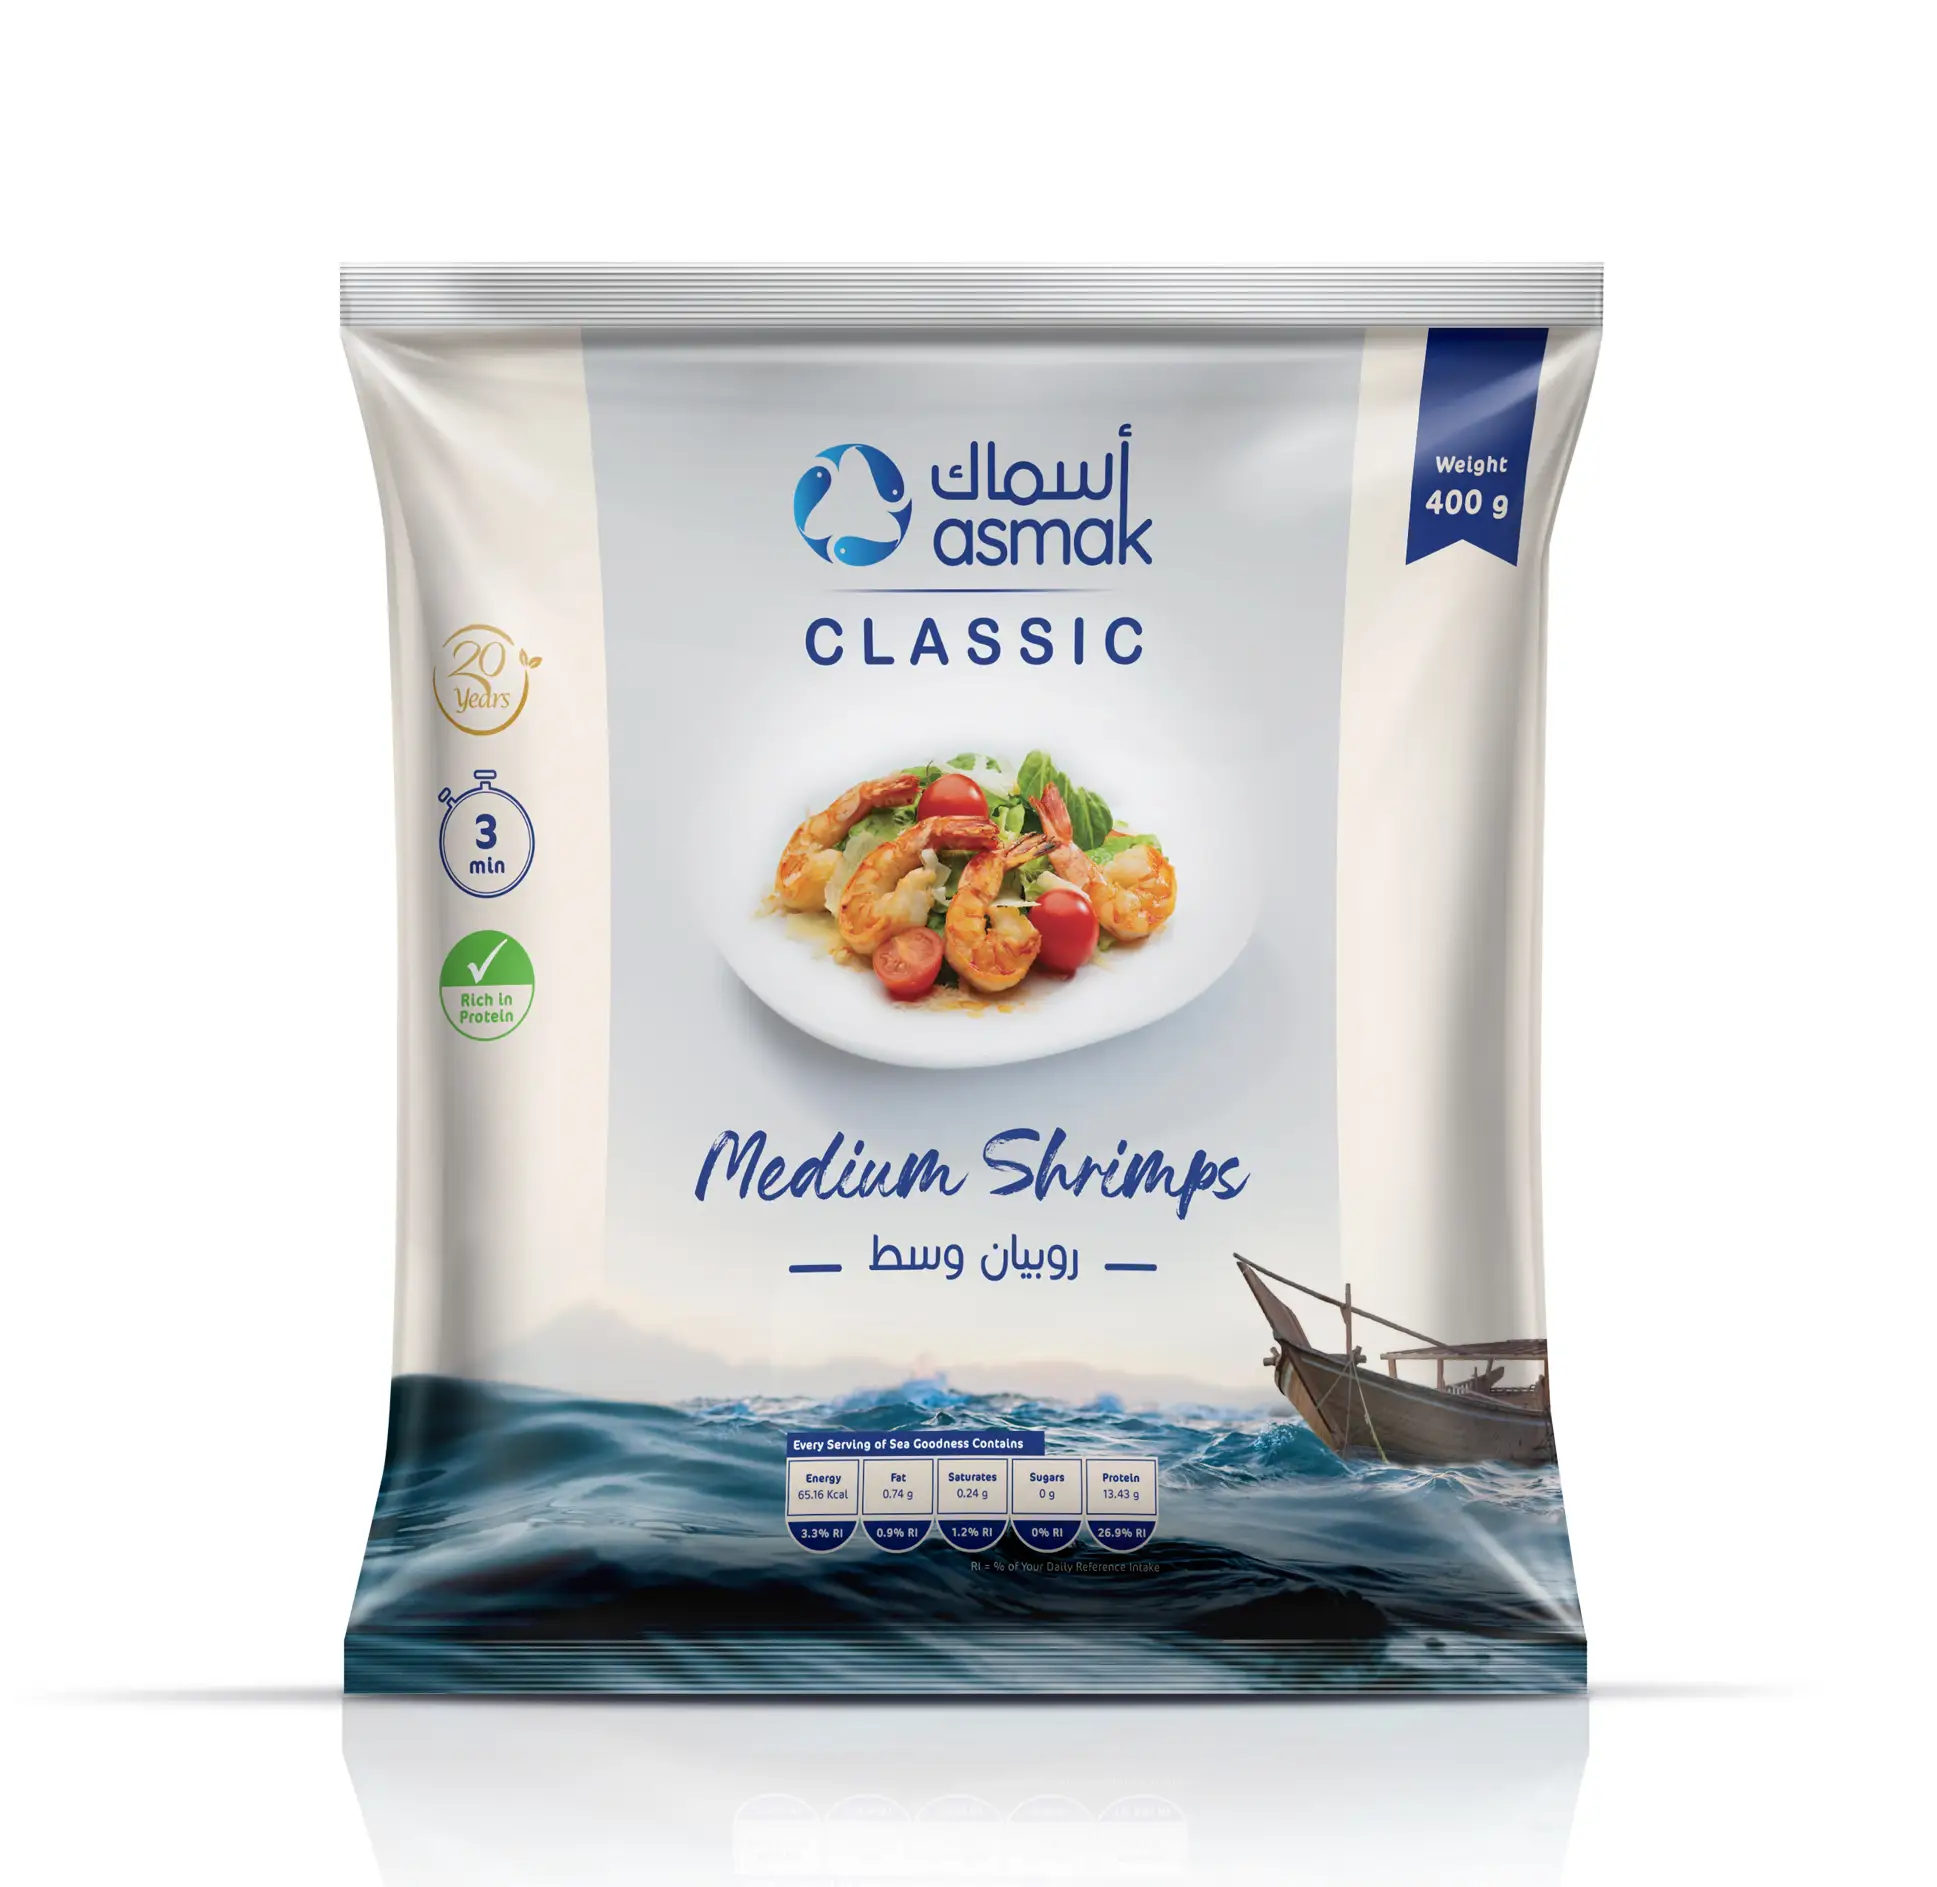 أسماك
asmak
CLASSIC
Weight
400 g
20
Years
3
min
Rich in
Protein
Medium Shrimps
روبيان وسط
Every Serving of Sea Goodness Contains
Energy
65.16 Kcal
3.3% RI
Fat
0.74 g
0.9% RI
Saturates
0.24 g
1.2% RI
Sugars
0 g
0% RI
Protein
13.43 g
26.9% RI
RI = % of Your Daily Reference Intake